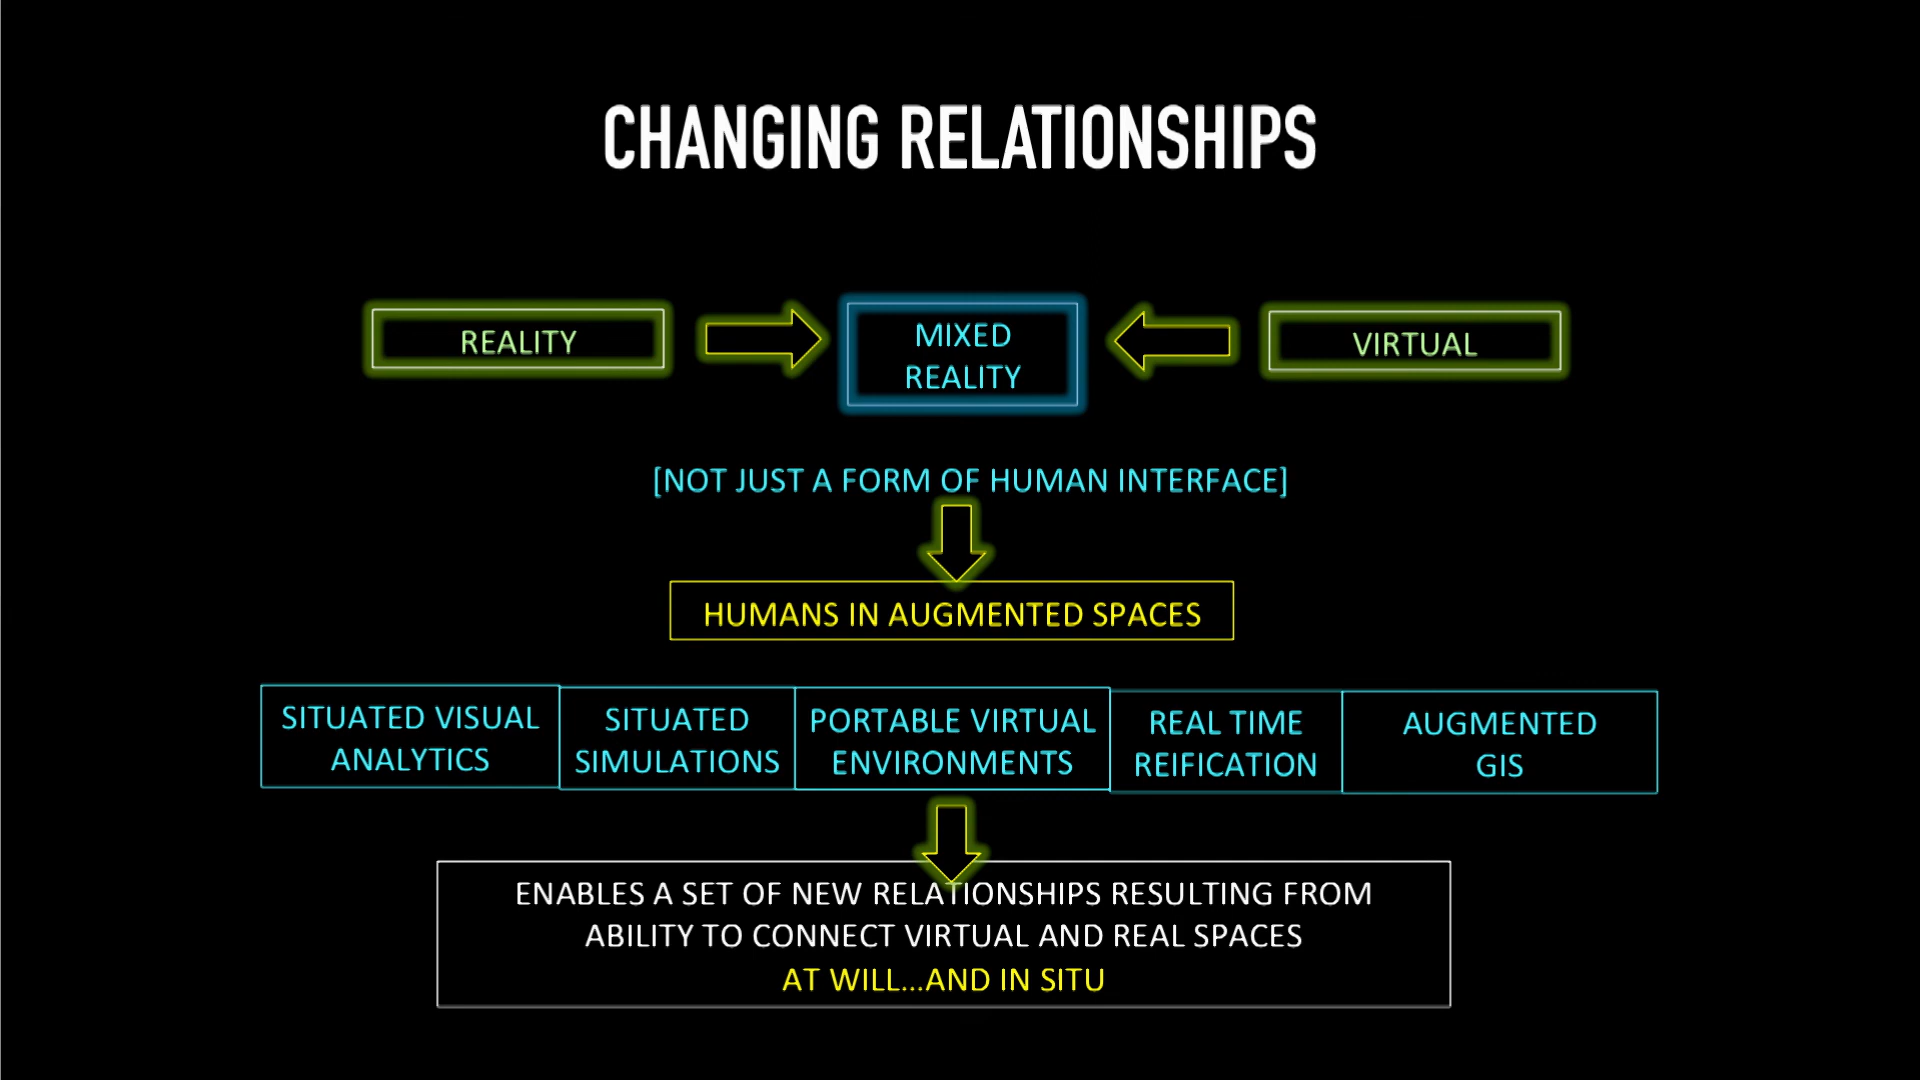 CHANGING RELATIONSHIPS
REALITY
MIXED
REALITY
VIRTUAL
[NOT JUST A FORM OF HUMAN INTERFACE]
HUMANS IN AUGMENTED SPACES
SITUATED VISUAL
ANALYTICS
SITUATED
SIMULATIONS
PORTABLE VIRTUAL
ENVIRONMENTS
REAL TIME
REIFICATION
AUGMENTED
GIS
ENABLES A SET OF NEW RELATIONSHIPS RESULTING FROM
ABILITY TO CONNECT VIRTUAL AND REAL SPACES
AT WILL...AND IN SITU